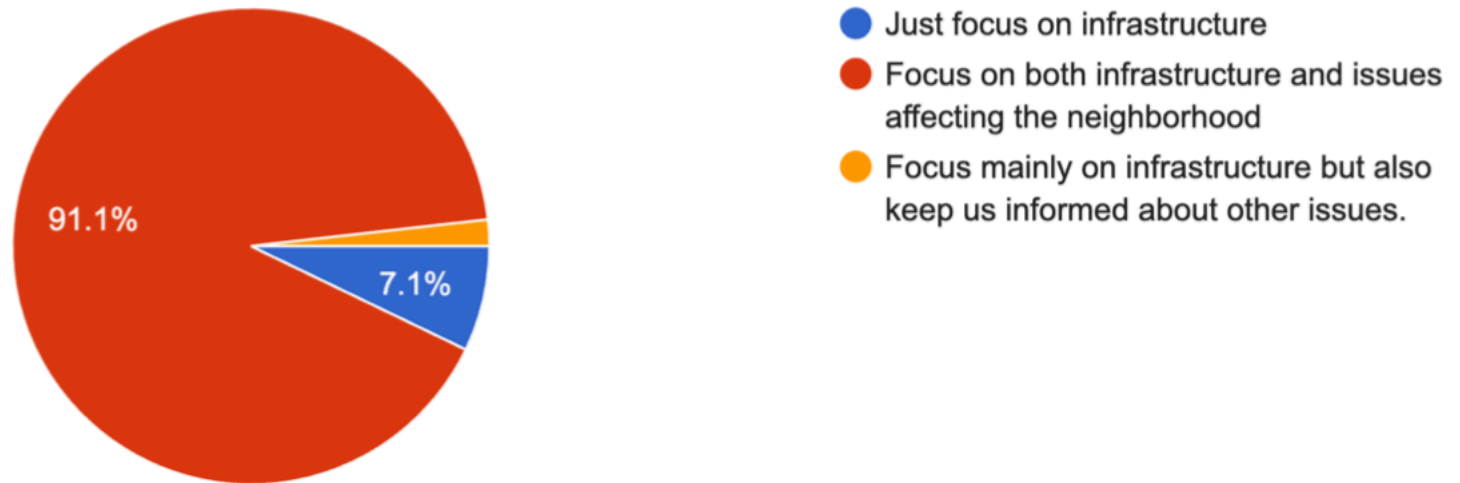 91.1%
7.1%
Just focus on infrastructure
Focus on both infrastructure and issues
affecting the neighborhood
Focus mainly on infrastructure but also
keep us informed about other issues.